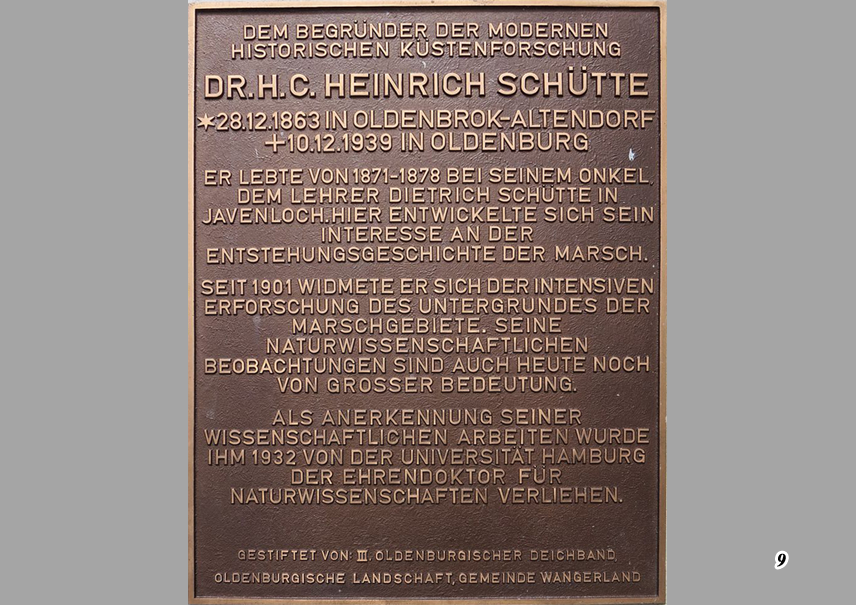 DEM BEGRÜNDER DER MODERNEN
HISTORISCHEN KÜSTENFORSCHUNG
DR.H.C. HEINRICH SCHÜTTE
✶28.12.1863 IN OLDENBROK-ALTENDORF
+10.12.1939 IN OLDENBURG
ER LEBTE VON 1871-1878 BEI SEINEM ONKEL,
DEM LEHRER DIETRICH SCHÜTTE IN
JAVENLOCH.HIER ENTWICKELTE SICH SEIN
INTERESSE AN DER
ENTSTEHUNGSGESCHICHTE DER MARSCH.
SEIT 1901 WIDMETE ER SICH DER INTENSIVEN
ERFORSCHUNG DES UNTERGRUNDES DER
MARSCHGEBIETE. SEINE
NATURWISSENSCHAFTLICHEN
BEOBACHTUNGEN SIND AUCH HEUTE NOCH
VON GROSSER BEDEUTUNG.
ALS ANERKENNUNG SEINER
WISSENSCHAFTLICHEN ARBEITEN WURDE
IHM 1932 VON DER UNIVERSITÄT HAMBURG
DER EHRENDOKTOR FÜR
NATURWISSENSCHAFTEN VERLIEHEN.
GESTIFTET VON: III. OLDENBURGISCHER DEICHBAND,
OLDENBURGISCHE LANDSCHAFT, GEMEINDE WANGERLAND
9